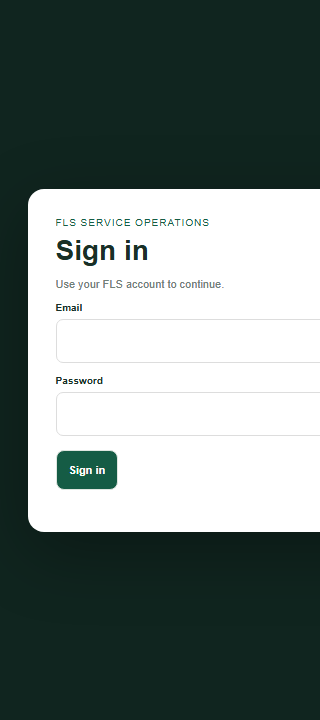 FLS SERVICE OPERATIONS
Sign in
Use your FLS account to continue.
Email
Password
Sign in